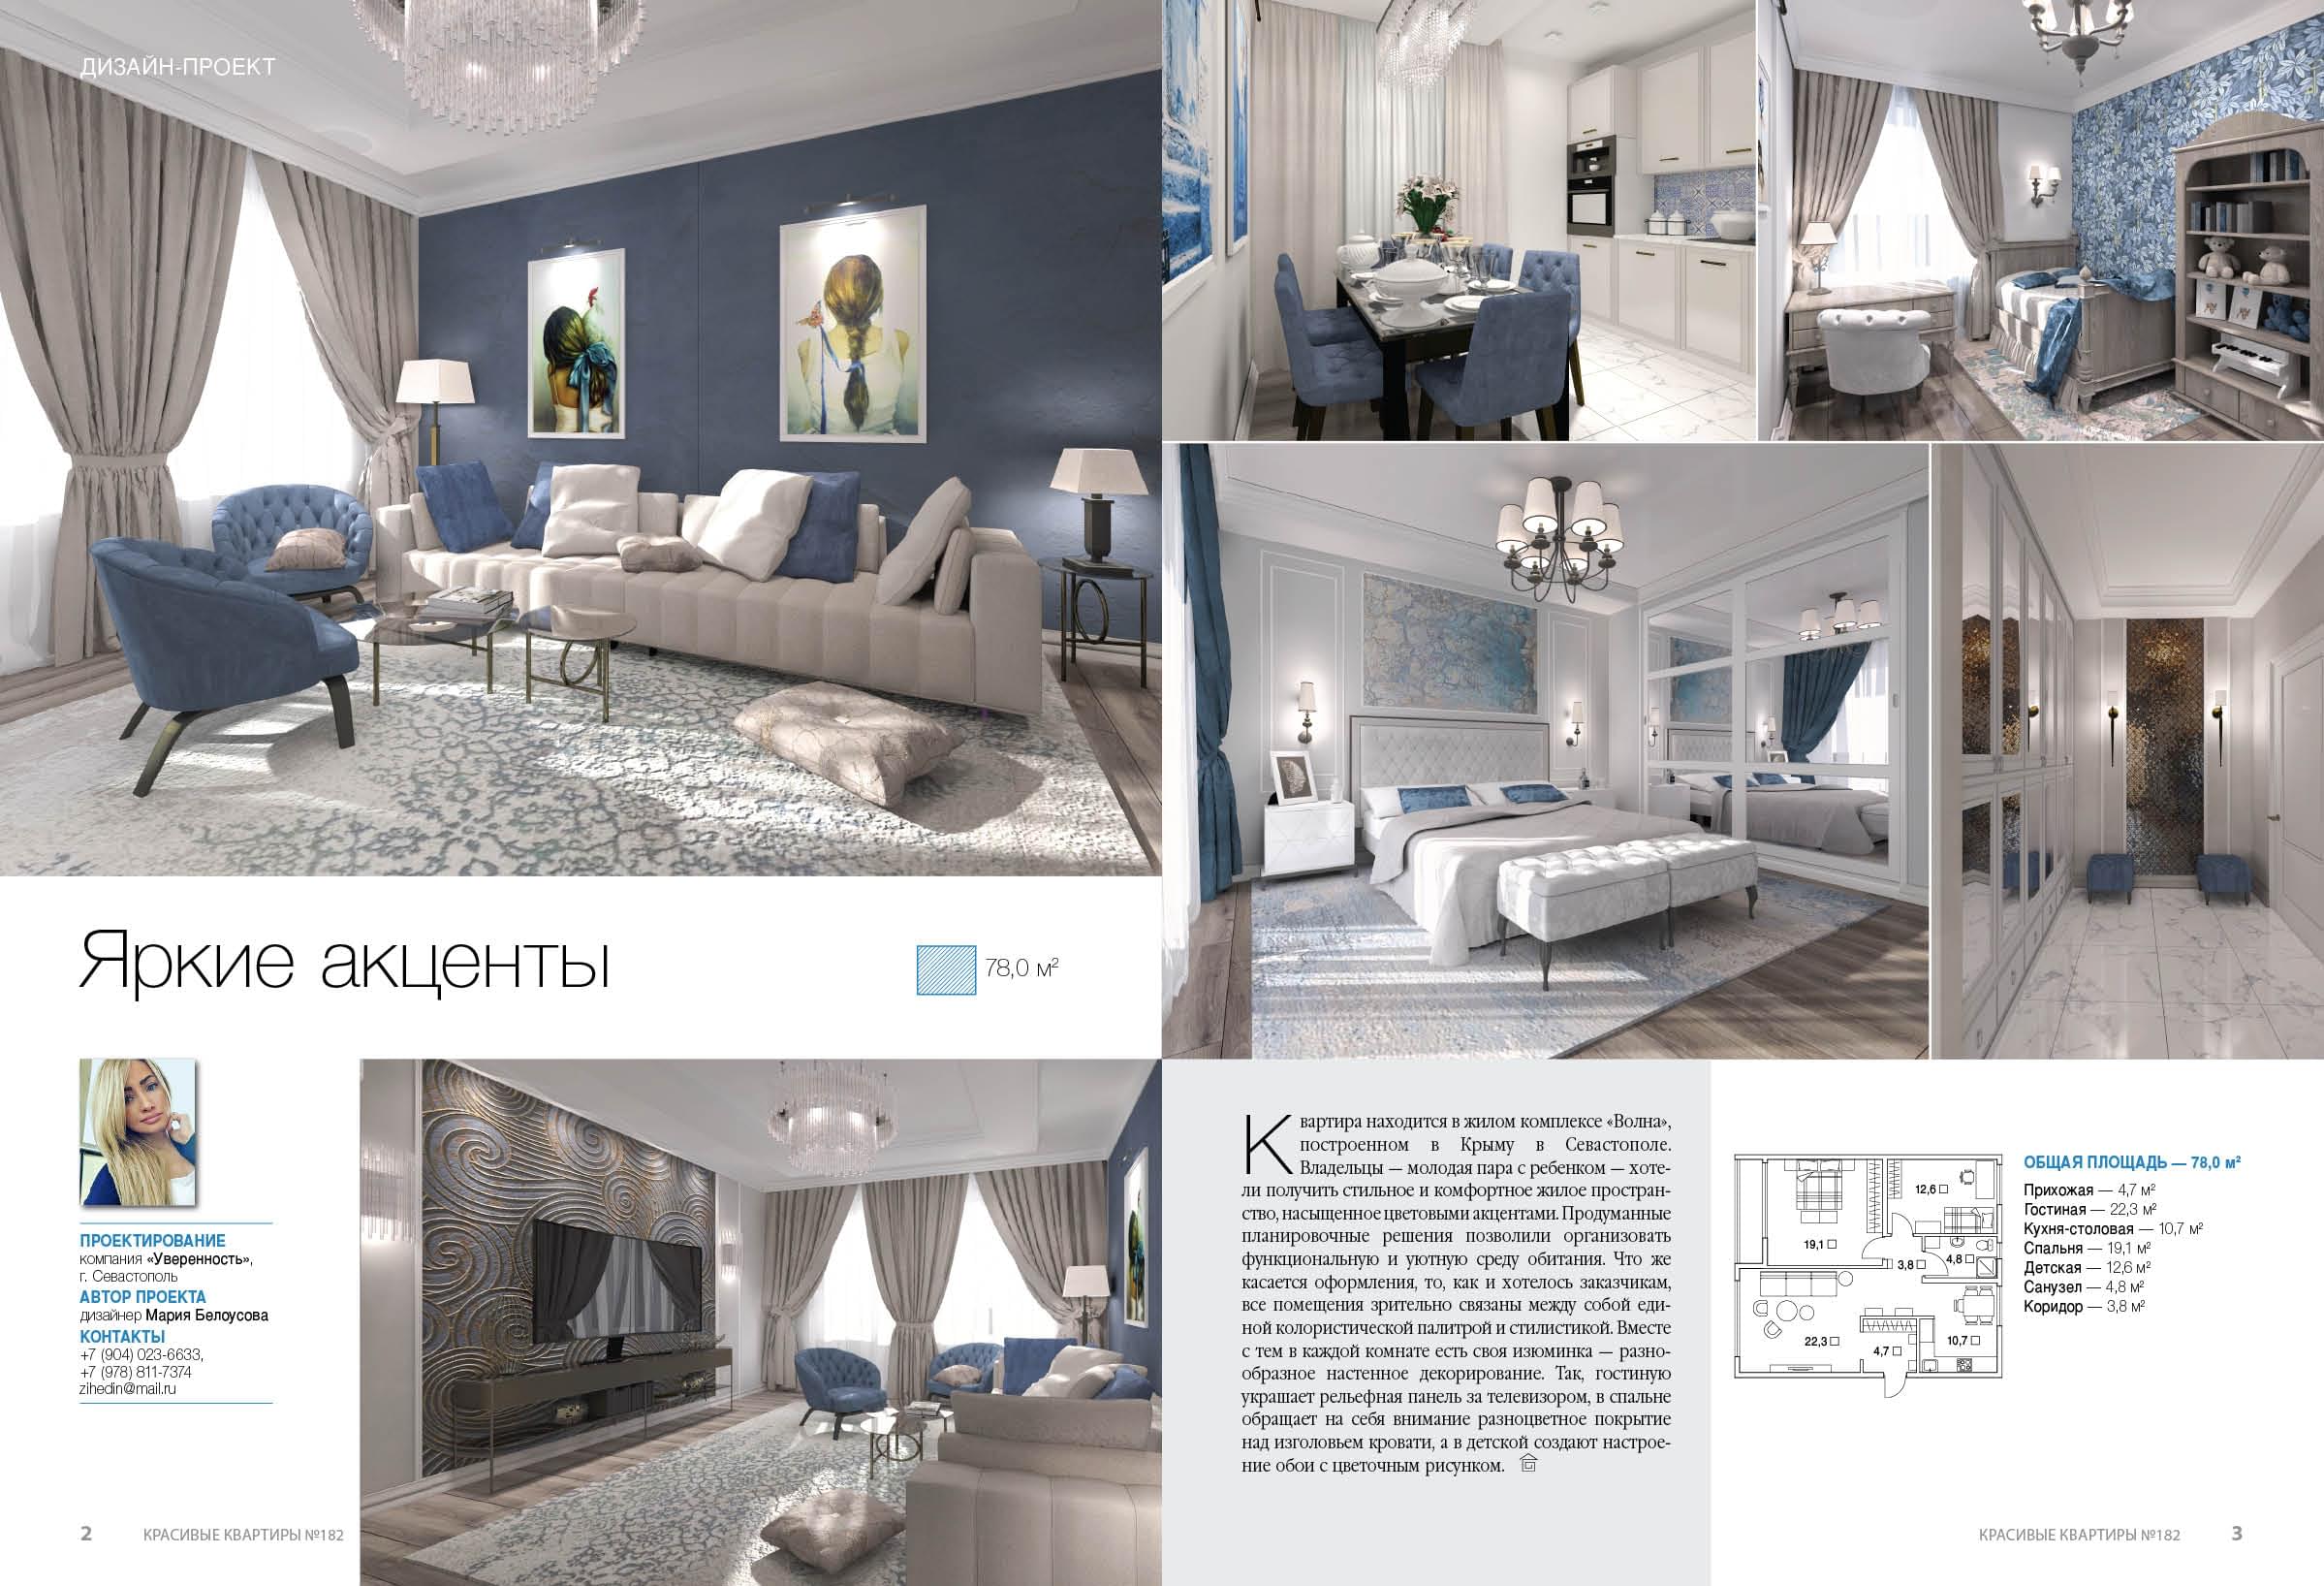 ДИЗАЙН-ПРОЕКТ
Яркие акценты
78,0 м²
ПРОЕКТИРОВАНИЕ
компания «Уверенность»,
г. Севастополь
АВТОР ПРОЕКТА
дизайнер Мария Белоусова
КОНТАКТЫ
+7 (904) 023-6633,
+7 (978) 811-7374
zihedin@mail.ru
2 КРАСИВЫЕ КВАРТИРЫ №182
Квартира находится в жилом комплексе «Волна»,
построенном в Крыму в Севастополе.
Владельцы — молодая пара с ребенком — хоте-
ли получить стильное и комфортное жилое простран-
ство, насыщенное цветовыми акцентами. Продуманные
планировочные решения позволили организовать
функциональную и уютную среду обитания. Что же
касается оформления, то, как и хотелось заказчикам,
все помещения зрительно связаны между собой еди-
ной колористической палитрой и стилистикой. Вместе
с тем в каждой комнате есть своя изюминка — разно-
образное настенное декорирование. Так, гостиную
украшает рельефная панель за телевизором, в спальне
обращает на себя внимание разноцветное покрытие
над изголовьем кровати, а в детской создают настрое-
ние обои с цветочным рисунком.
12,6
19,1
3,8
4,8
22,3
4,7
10,7
ОБЩАЯ ПЛОЩАДЬ — 78,0 м²
Прихожая — 4,7 м²
Гостиная — 22,3 м²
Кухня-столовая — 10,7 м²
Спальня — 19,1 м²
Детская — 12,6 м²
Санузел — 4,8 м²
Коридор — 3,8 м²
КРАСИВЫЕ КВАРТИРЫ №182 3